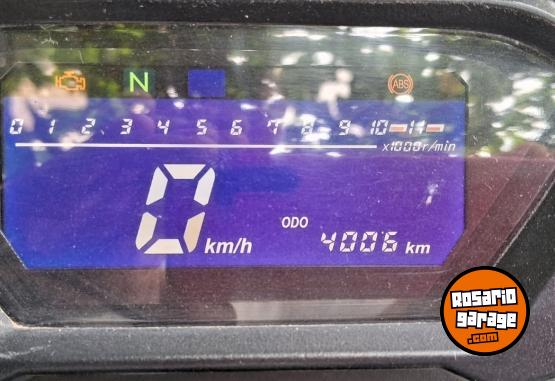 N ABS
0 1 2 3 4 5 6 7 8 9 10 11
x1000r/min
0 km/h
ODO 4006 km
Rosario
garage
.com